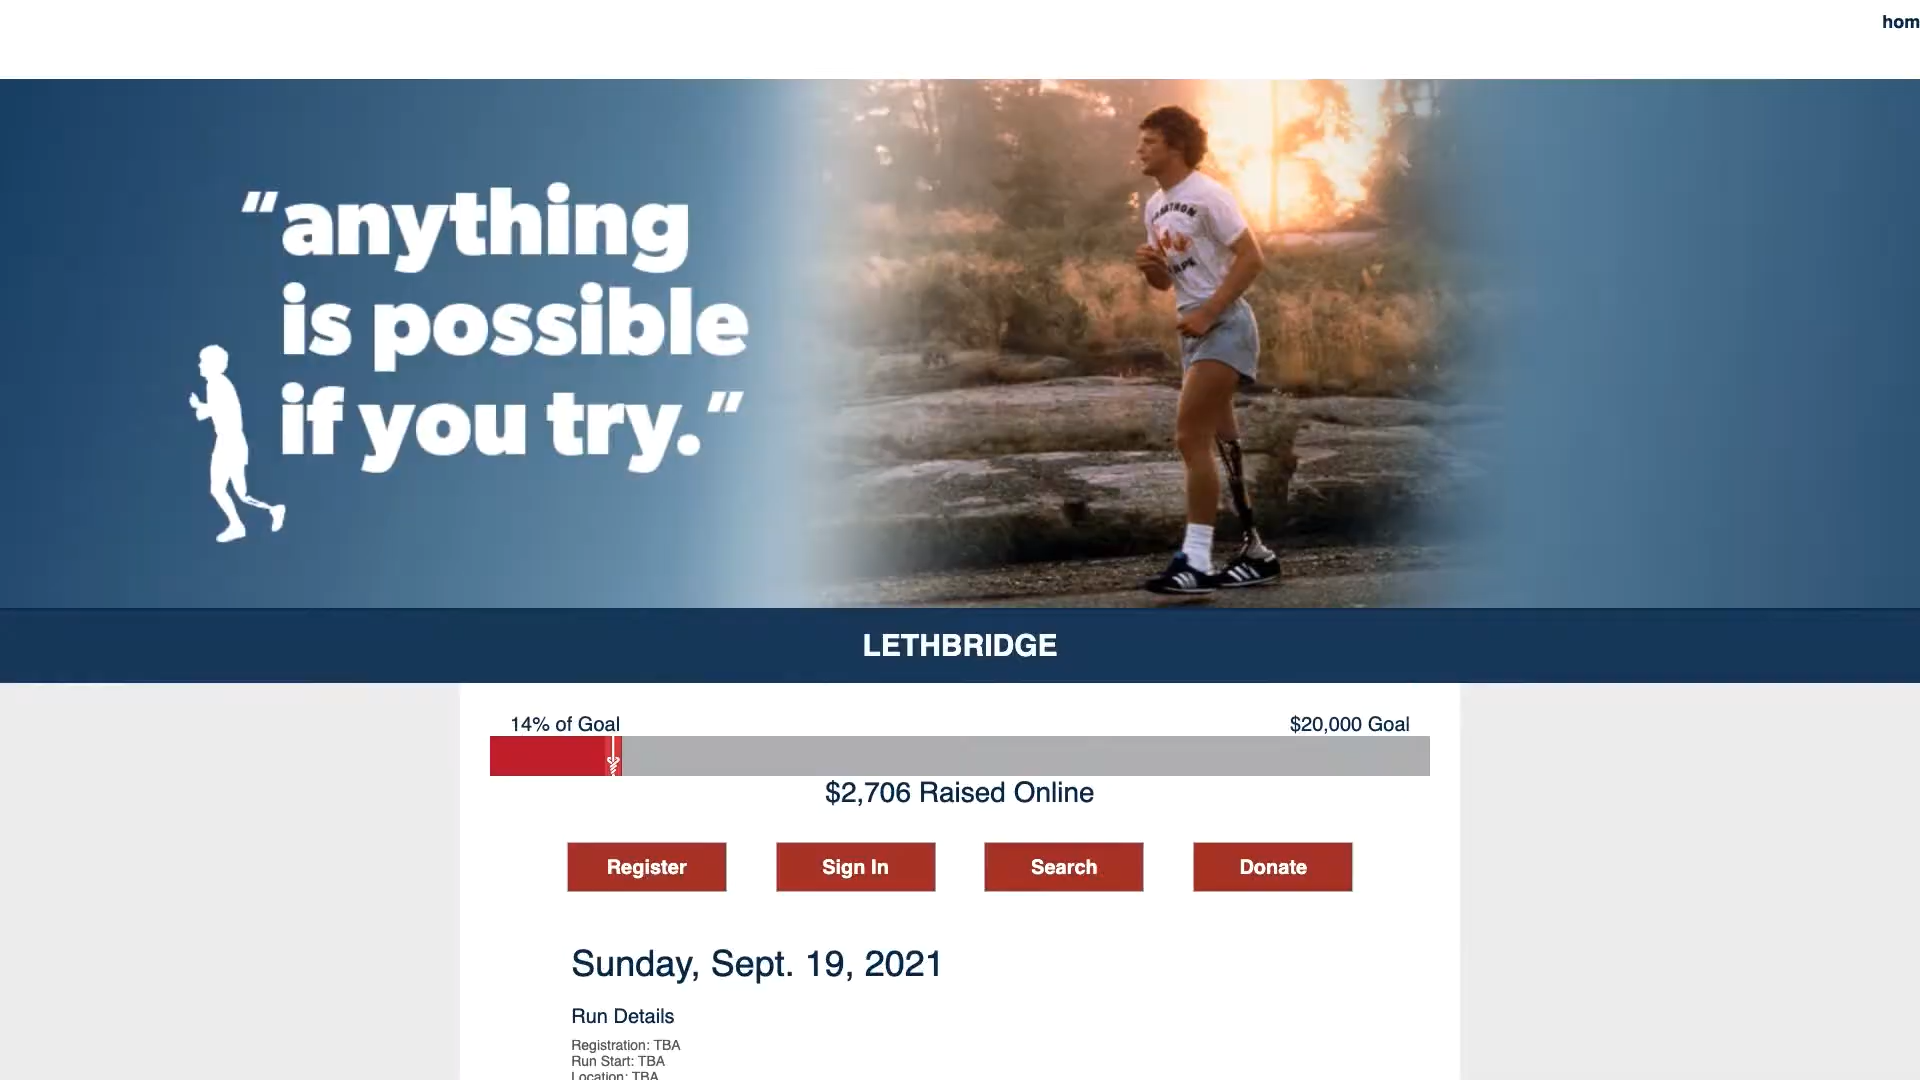 hom
"anything
is possible
if you try."
LETHBRIDGE
14% of Goal
$20,000 Goal
$2,706 Raised Online
Register
Sign In
Search
Donate
Sunday, Sept. 19, 2021
Run Details
Registration: TBA
Run Start: TBA
Location: TBA